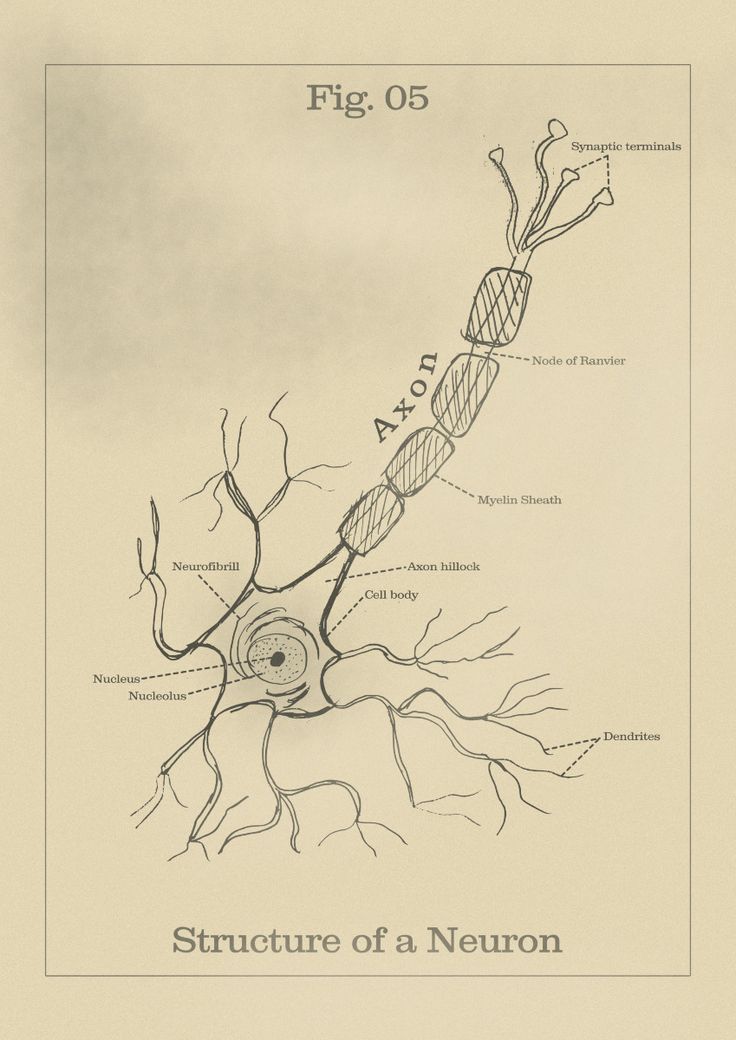 Fig. 05
Synaptic terminals
Node of Ranvier
Axon
Myelin Sheath
Neurofibrill
Axon hillock
Cell body
Nucleus
Nucleolus
Dendrites
Structure of a Neuron